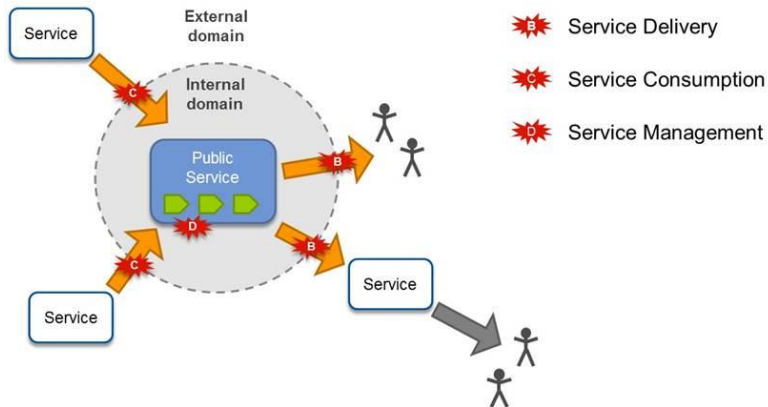 External
domain
Service
Internal
domain
C
B
Service Delivery
C
Service Consumption
D
Service Management
Public
Service
B
D
B
C
Service
Service